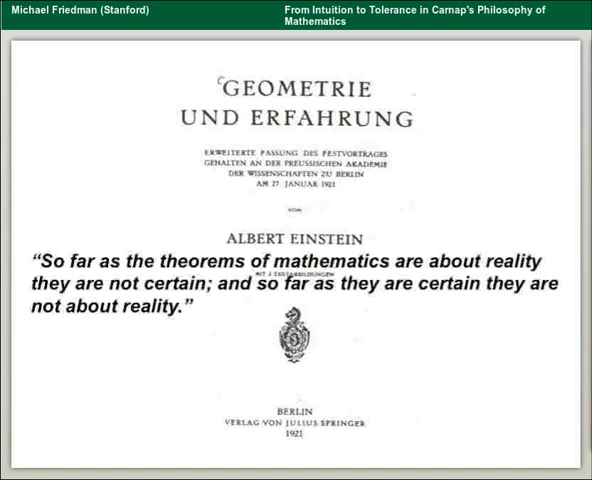 Michael Friedman (Stanford)
From Intuition to Tolerance in Carnap's Philosophy of
Mathematics
GEOMETRIE
UND ERFAHRUNG
ERWEITERTE FASSUNG DES FESTVORTRAGES
GEHALTEN AN DER PREUSSISCHEN AKADEMIE
DER WISSENSCHAFTEN ZU BERLIN
AM 27. JANUAR 1921
VON
ALBERT EINSTEIN
“So far as the theorems of mathematics are about reality
MIT 2 TEXTABBILDUNGEN
they are not certain; and so far as they are certain they are
not about reality.”
BERLIN
VERLAG VON JULIUS SPRINGER
1921